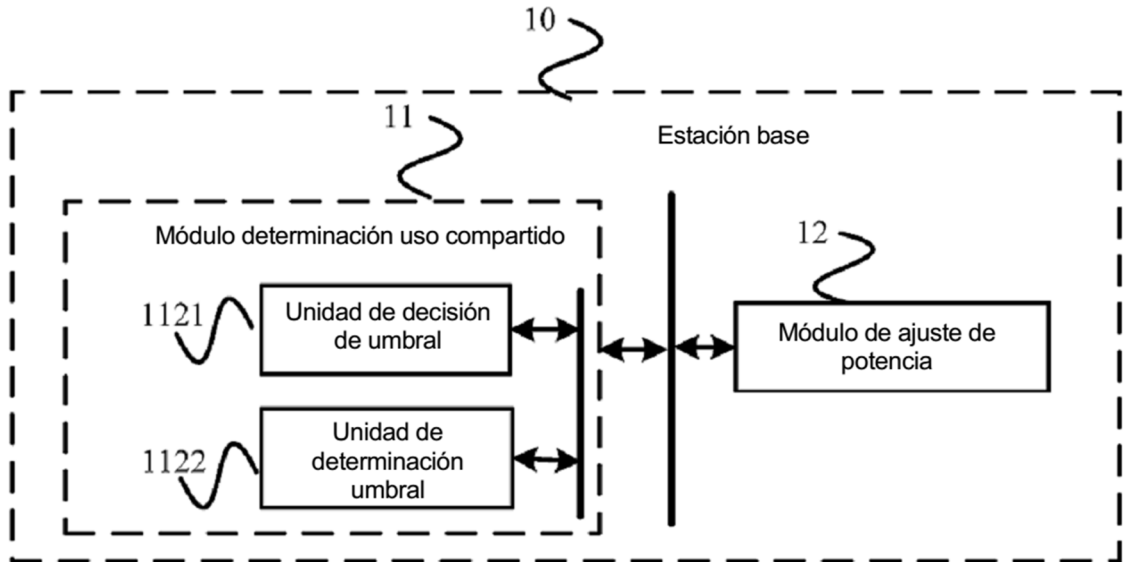 10
11
Estación base
Módulo determinación uso compartido
12
1121
Unidad de decisión
de umbral
Módulo de ajuste de
potencia
1122
Unidad de
determinación
umbral